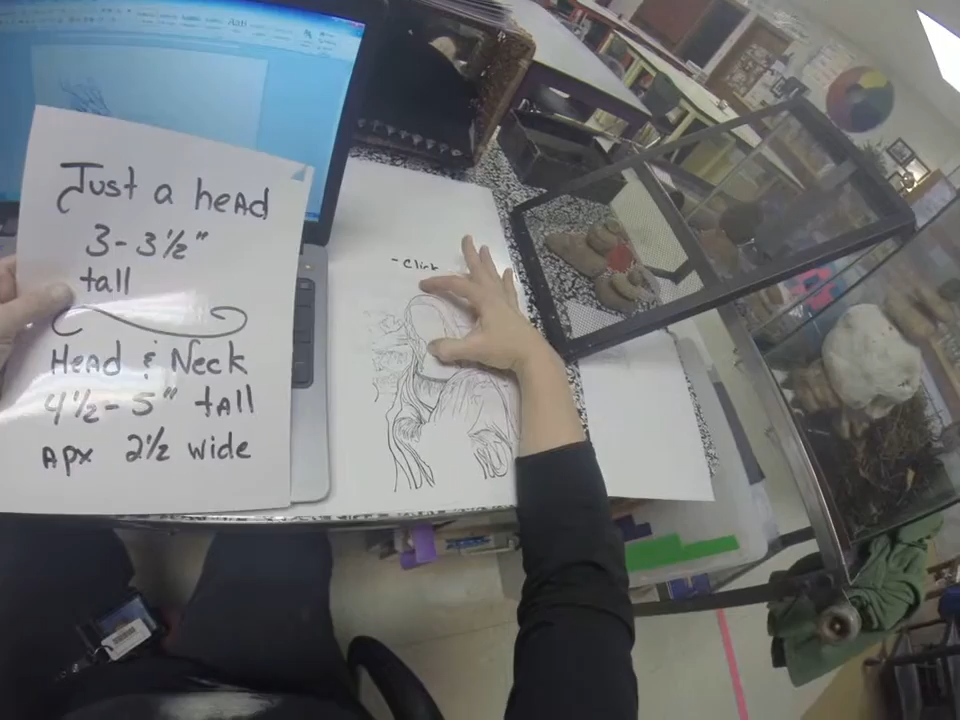 Just a head
3-3½"
tall
Head & Neck
4½-5" tall
Apx 2½ wide
- Click